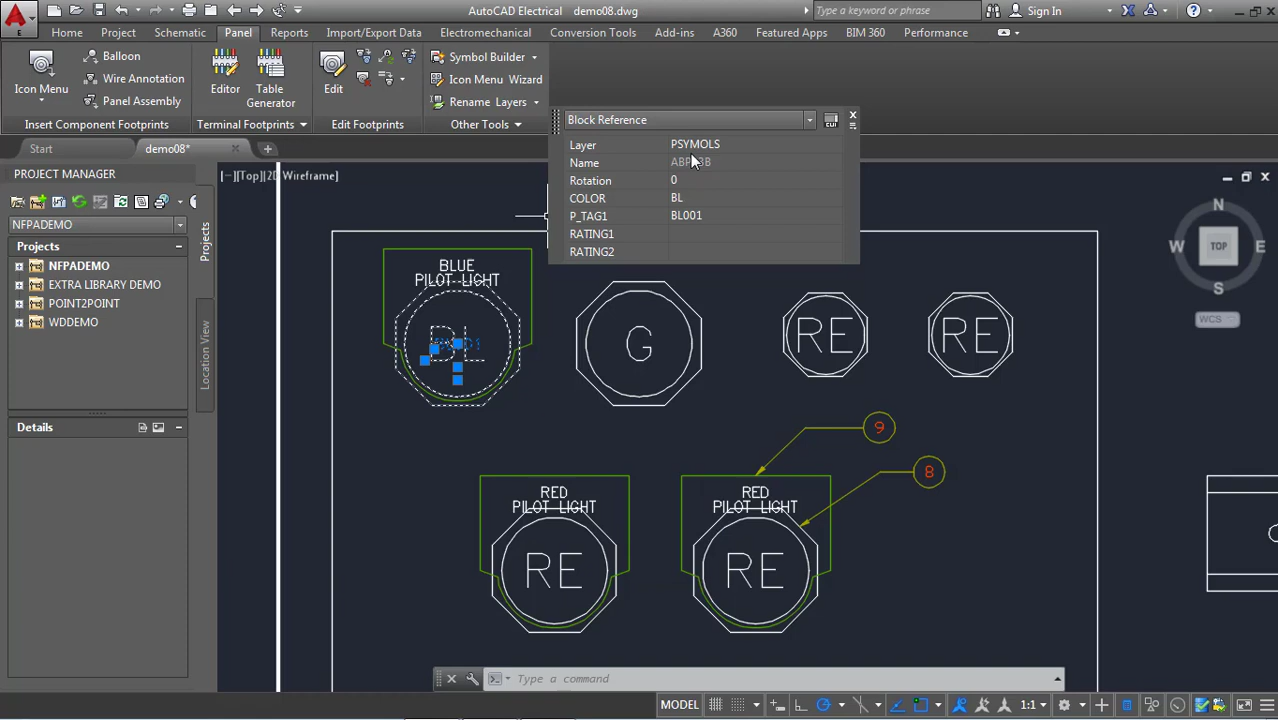 AutoCAD Electrical demo08.dwg
Type a keyword or phrase
Sign In
Home Project Schematic Panel Reports Import/Export Data Electromechanical Conversion Tools Add-ins A360 Featured Apps BIM 360 Performance
E
Icon Menu
Balloon
Wire Annotation
Panel Assembly
Insert Component Footprints
Editor
Table
Generator
Terminal Footprints
Edit
Edit Footprints
Symbol Builder
Icon Menu Wizard
Rename Layers
Other Tools
Block Reference
CUI
Layer PSYMOLS
Name
Rotation 0
COLOR BL
P_TAG1 BL001
RATING1
RATING2
Start
demo08*
PROJECT MANAGER
NFPADEMO
Projects
NFPADEMO
EXTRA LIBRARY DEMO
POINT2POINT
WDDEMO
Details
Projects
Location View
[−][Top][2D Wireframe]
N
W TOP E
S
WCS
BLUE
PILOT LIGHT
BL
G
RE
RE
9
8
RED
PILOT LIGHT
RE
RED
PILOT LIGHT
RE
Type a command
MODEL
1:1